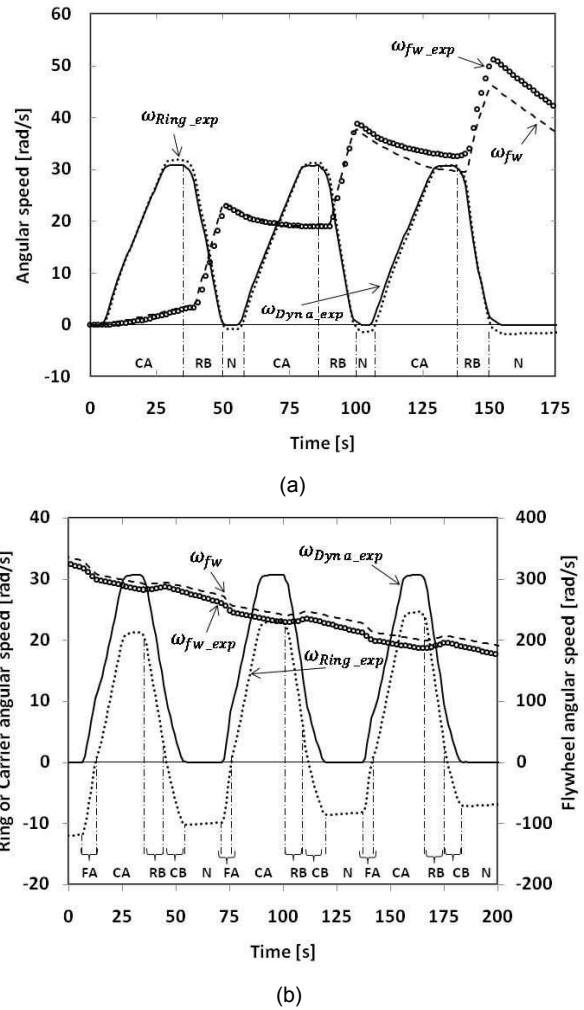 60
50
40
30
20
10
0
-10
Angular speed [rad/s]
ω_fw_exp
ω_Ring_exp
ω_fw
ω_Dyna_exp
CA RB N CA RB N CA RB N
0 25 50 75 100 125 150 175
Time [s]
(a)
40
30
20
10
0
-10
-20
Ring or Carrier angular speed [rad/s]
400
300
200
100
0
-100
-200
Flywheel angular speed [rad/s]
ω_fw
ω_Dyna_exp
ω_fw_exp
ω_Ring_exp
FA CA RB CB N FA CA RB CB N FA CA RB CB N
0 25 50 75 100 125 150 175 200
Time [s]
(b)